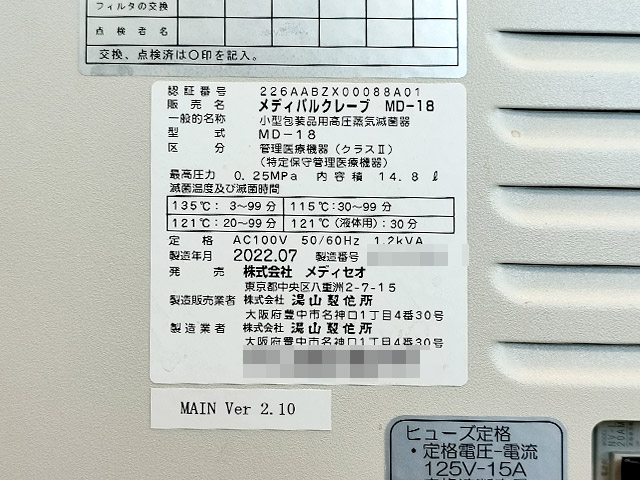 フィルタの交換
点検者名
交換、点検済は○印を記入。
認証番号 226AABZX00088A01
販売名 メディバルクレーブ MD-18
一般的名称 小型包装品用高圧蒸気滅菌器
型式 MD-18
区分 管理医療機器(クラスⅡ)
(特定保守管理医療機器)
最高圧力 0.25MPa 内容積 14.8ℓ
滅菌温度及び滅菌時間
135℃: 3~99分 115℃:30~99分
121℃:20~99分 121℃(液体用):30分
定格 AC100V 50/60Hz 1.2kVA
製造年月 2022.07 製造番号
発売 株式会社 メディセオ
東京都中央区八重洲2-7-15
製造販売業者 株式会社 湯山製作所
大阪府豊中市名神口1丁目4番30号
製造業者 株式会社 湯山製作所
大阪府豊中市名神口1丁目4番30号
MAIN Ver 2.10
ヒューズ定格
・定格電圧-電流
125V-15A